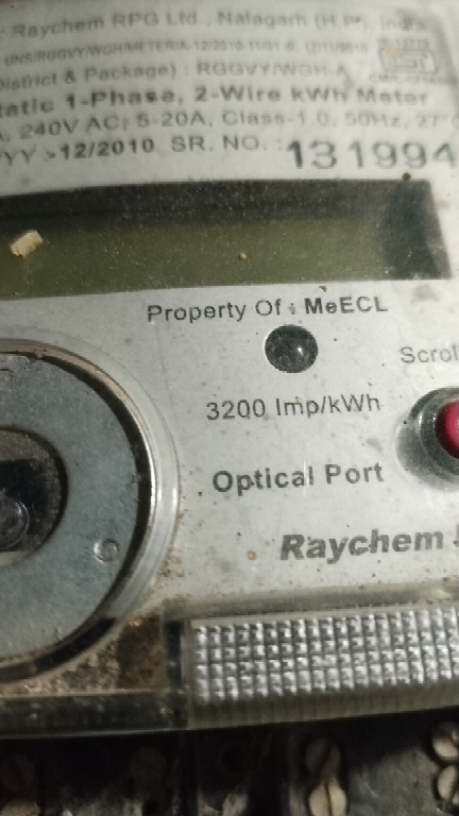 : Raychem RPG Ltd., Nalagarh (H.P), India
District & Package) : RGGVY/WGH-A
tatic 1-Phase, 2-Wire kWh Meter
A, 240V AC, 5-20A, Class-1.0, 50Hz, 27°
YY >12/2010 SR. NO. : 131994
Property Of : MeECL
Scrol
3200 Imp/kWh
Optical Port
Raychem